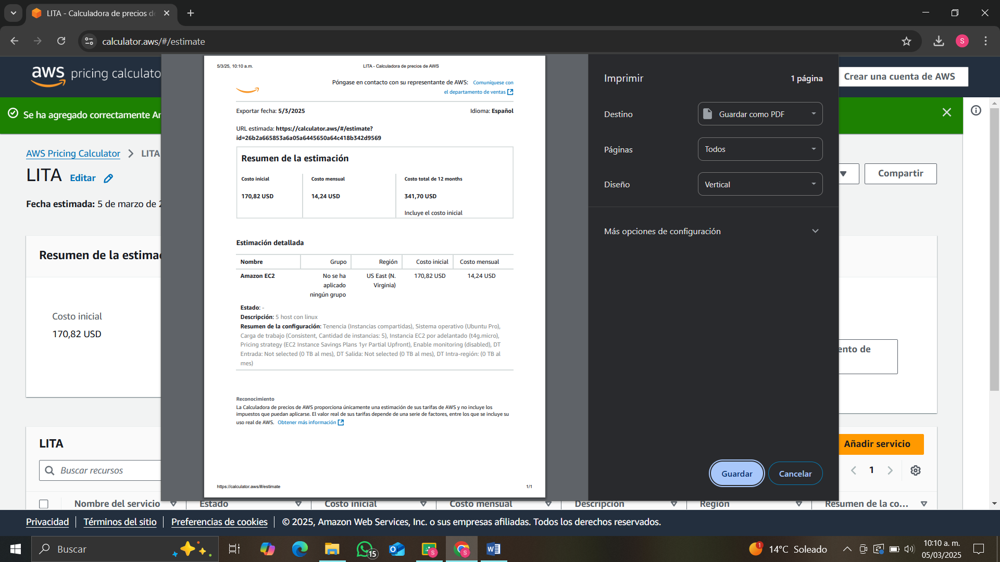 LITA - Calculadora de precios de
calculator.aws/#/estimate
S
aws pricing calculato
Crear una cuenta de AWS
Se ha agregado correctamente Ar
AWS Pricing Calculator
LITA
LITA
Editar
Compartir
Fecha estimada: 5 de marzo de 2
Resumen de la estima
Costo inicial
170,82 USD
ento de
LITA
Añadir servicio
Buscar recursos
1
Nombre del servicio
Estado
Costo inicial
Costo mensual
Descripción
Región
Resumen de la co...
5/3/25, 10:10 a.m.
LITA - Calculadora de precios de AWS
Póngase en contacto con su representante de AWS: Comuníquese con
el departamento de ventas
Exportar fecha: 5/3/2025
Idioma: Español
URL estimada: https://calculator.aws/#/estimate?
id=26b2a665853a6a05a6445650a64c418b342d9569
Resumen de la estimación
Costo inicial
Costo mensual
Costo total de 12 months
170,82 USD
14,24 USD
341,70 USD
Incluye el costo inicial
Estimación detallada
Nombre
Grupo
Región
Costo inicial
Costo mensual
Amazon EC2
No se ha
aplicado
ningún grupo
US East (N.
Virginia)
170,82 USD
14,24 USD
Estado: -
Descripción: 5 host con linux
Resumen de la configuración: Tenencia (Instancias compartidas), Sistema operativo (Ubuntu Pro),
Carga de trabajo (Consistent, Cantidad de instancias: 5), Instancia EC2 por adelantado (t4g.micro),
Pricing strategy (EC2 Instance Savings Plans 1yr Partial Upfront), Enable monitoring (disabled), DT
Entrada: Not selected (0 TB al mes), DT Salida: Not selected (0 TB al mes), DT Intra-región: (0 TB al
mes)
Reconocimiento
La Calculadora de precios de AWS proporciona únicamente una estimación de sus tarifas de AWS y no incluye los
impuestos que puedan aplicarse. El valor real de sus tarifas depende de una serie de factores, entre los que se incluye su
uso real de AWS. Obtener más información
https://calculator.aws/#/estimate
1/1
Imprimir
1 página
Destino
Guardar como PDF
Páginas
Todos
Diseño
Vertical
Más opciones de configuración
Guardar
Cancelar
Privacidad
Términos del sitio
Preferencias de cookies
© 2025, Amazon Web Services, Inc. o sus empresas afiliadas. Todos los derechos reservados.
Buscar
15
S
S
1
14°C Soleado
10:10 a. m.
05/03/2025